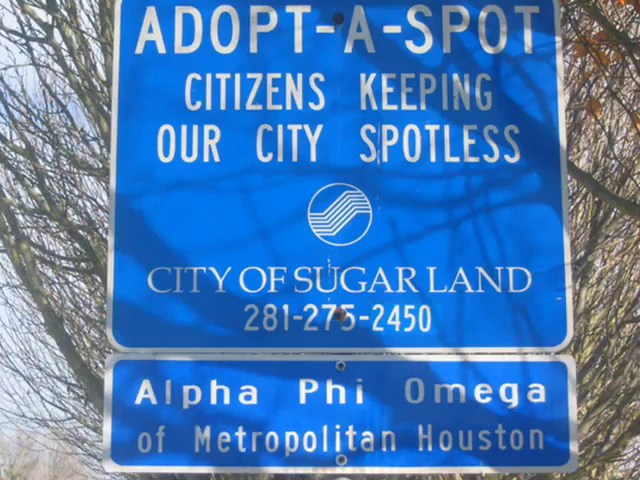 ADOPT-A-SPOT
CITIZENS KEEPING
OUR CITY SPOTLESS
CITY OF SUGAR LAND
281-275-2450
Alpha Phi Omega
of Metropolitan Houston